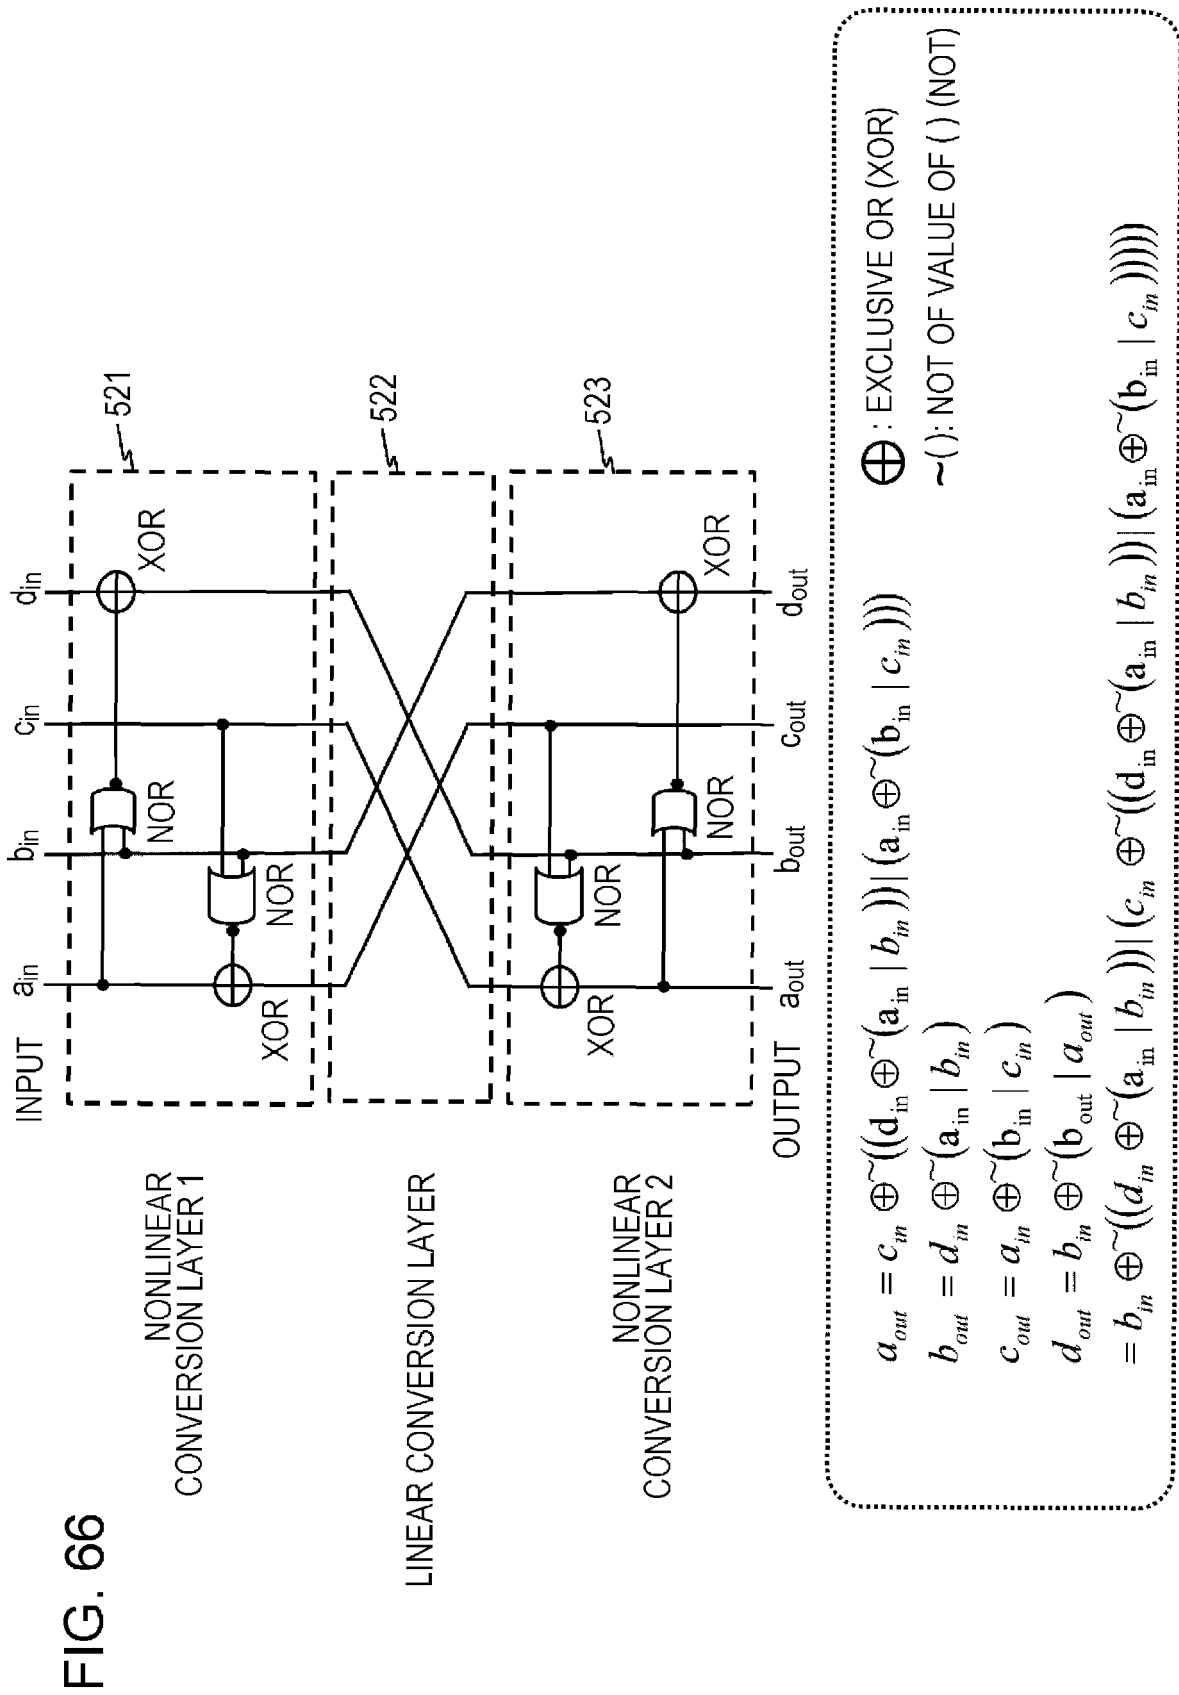 FIG. 66
INPUT
a_in b_in c_in d_in
NONLINEAR
CONVERSION LAYER 1
NOR
XOR
NOR
XOR
521
LINEAR CONVERSION LAYER
522
NONLINEAR
CONVERSION LAYER 2
XOR
NOR
NOR
XOR
523
OUTPUT
a_out b_out c_out d_out
a_out = c_in ⊕~((d_in ⊕~(a_in | b_in))|(a_in ⊕~(b_in | c_in)))
b_out = d_in ⊕~(a_in | b_in)
c_out = a_in ⊕~(b_in | c_in)
d_out = b_in ⊕~(b_out | a_out)
= b_in ⊕~((d_in ⊕~(a_in | b_in))|(c_in ⊕~((d_in ⊕~(a_in | b_in))|(a_in ⊕~(b_in | c_in)))))
⊕ : EXCLUSIVE OR (XOR)
~( ): NOT OF VALUE OF ( ) (NOT)